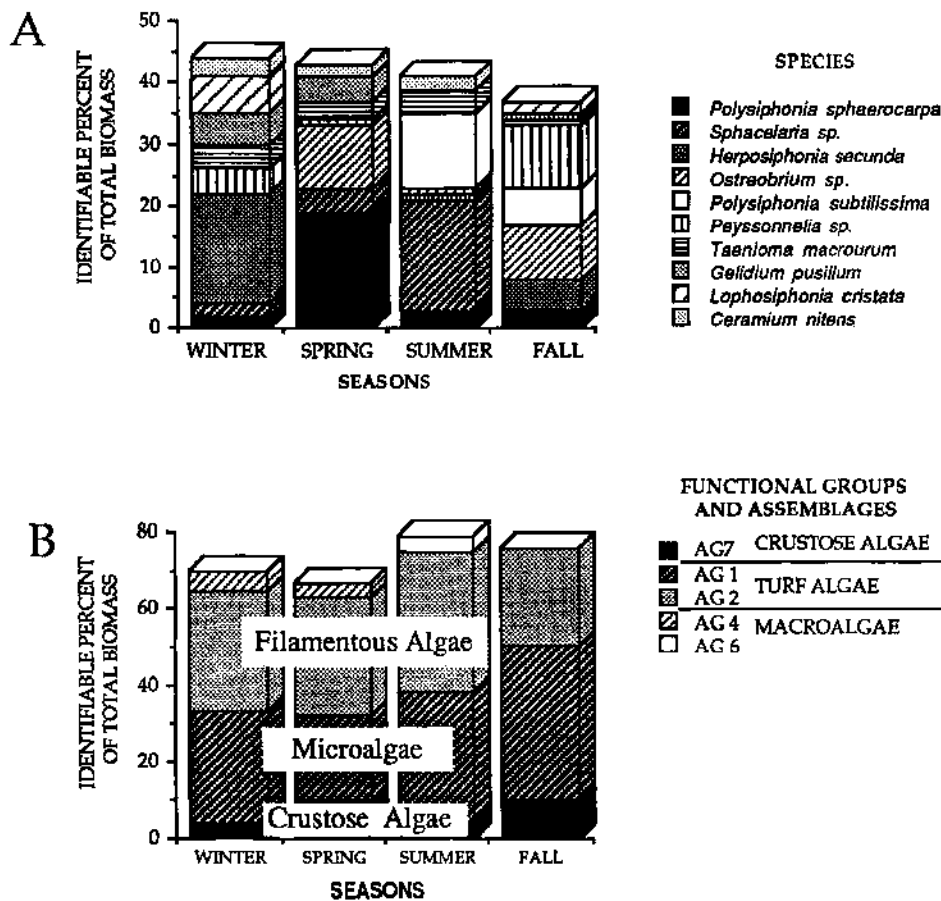 A
IDENTIFIABLE PERCENT
OF TOTAL BIOMASS
50
40
30
20
10
0
WINTER SPRING SUMMER FALL
SEASONS
SPECIES
Polysiphonia sphaerocarpa
Sphacelaria sp.
Herposiphonia secunda
Ostreobrium sp.
Polysiphonia subtilissima
Peyssonnelia sp.
Taenioma macrourum
Gelidium pusillum
Lophosiphonia cristata
Ceramium nitens
B
IDENTIFIABLE PERCENT
OF TOTAL BIOMASS
80
60
40
20
0
Filamentous Algae
Microalgae
Crustose Algae
WINTER SPRING SUMMER FALL
SEASONS
FUNCTIONAL GROUPS
AND ASSEMBLAGES
AG7 CRUSTOSE ALGAE
AG 1
AG 2 TURF ALGAE
AG 4 MACROALGAE
AG 6